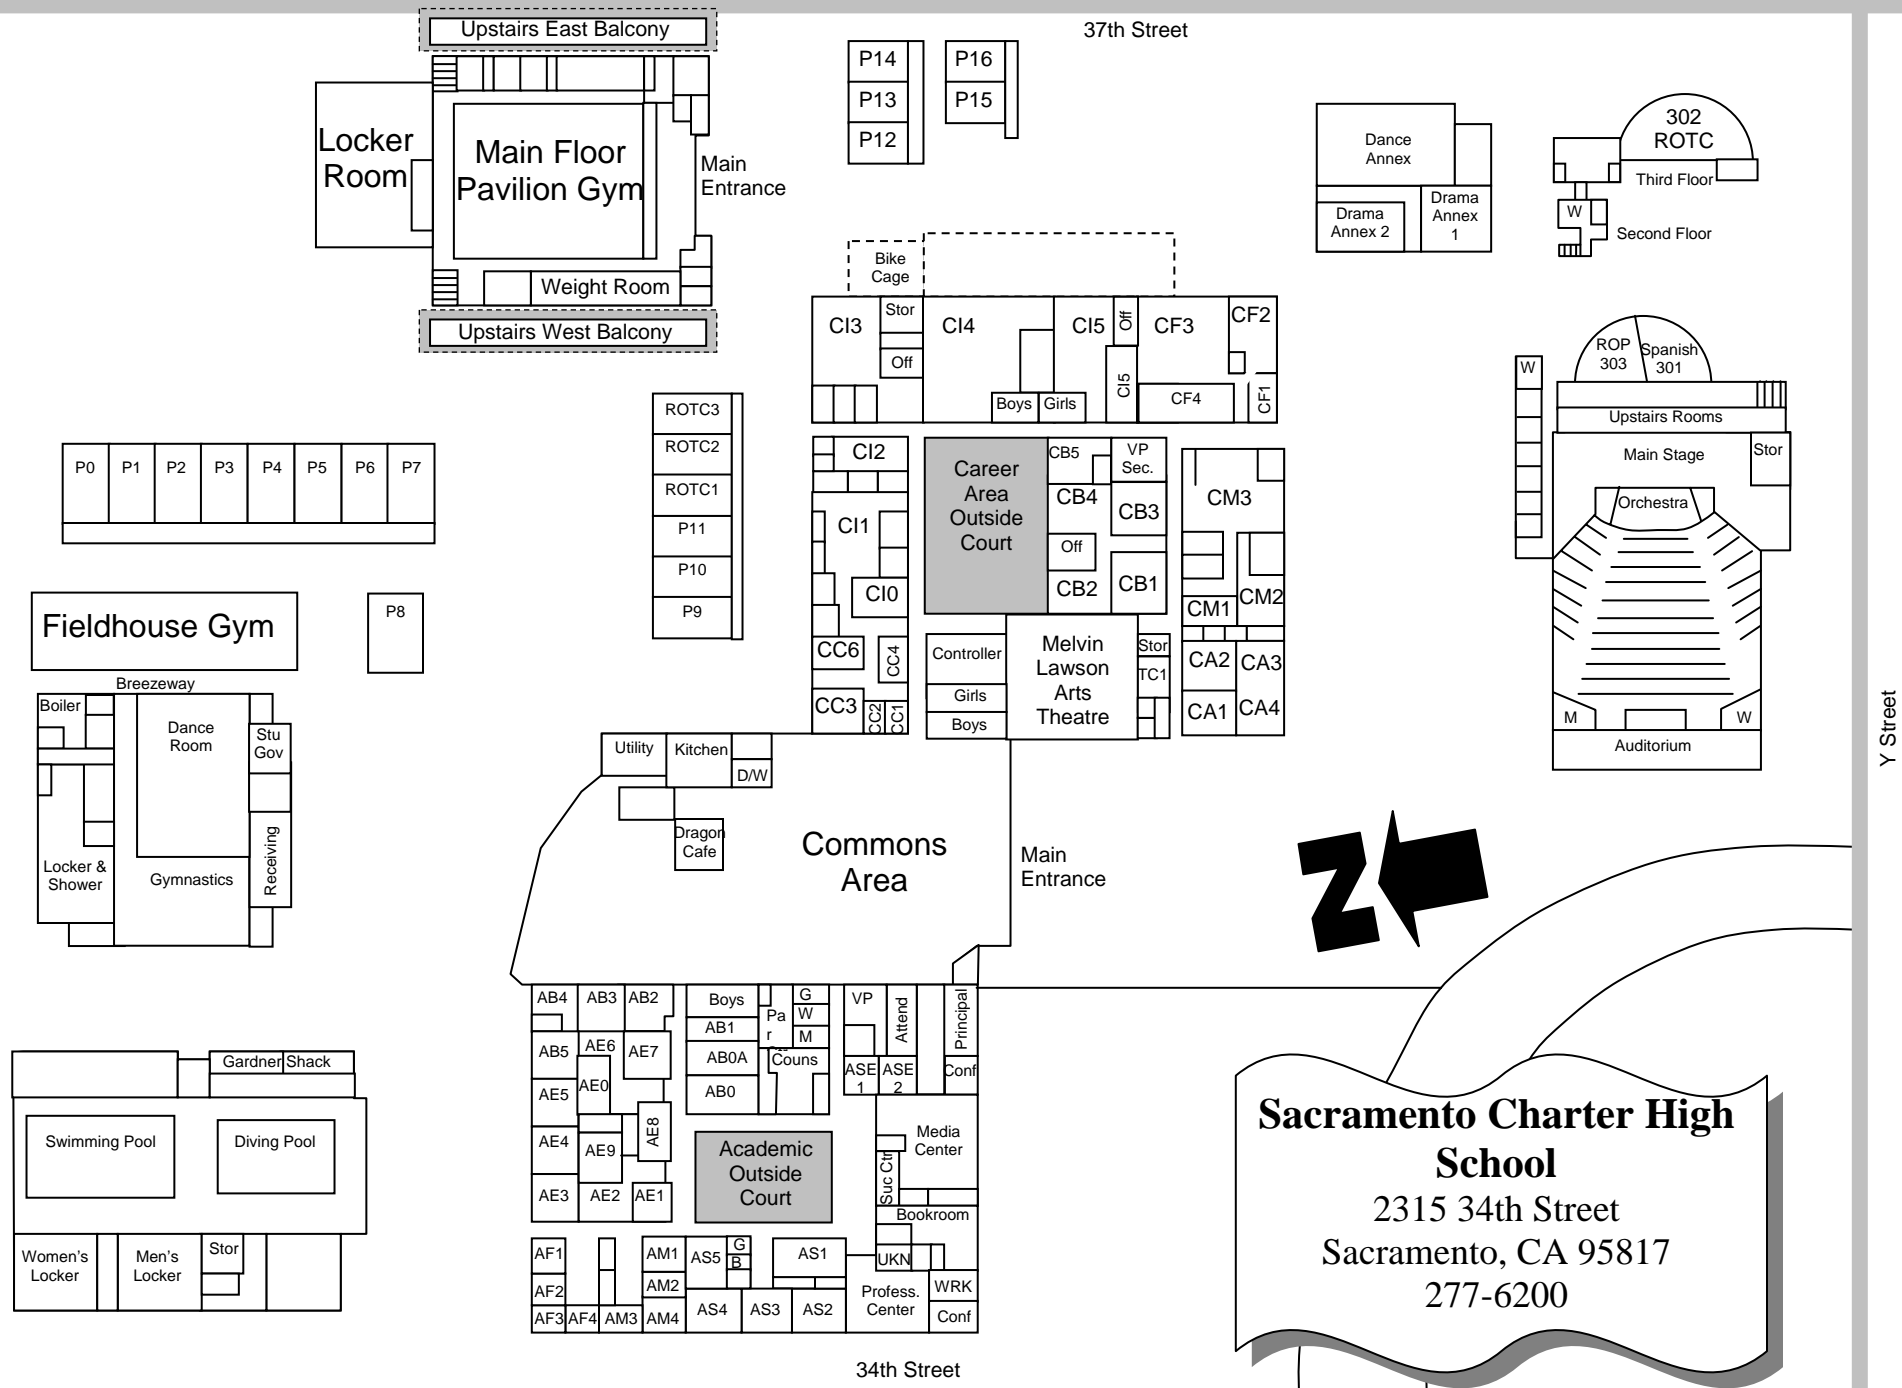 Upstairs East Balcony
37th Street
Locker
Room
Main Floor
Pavilion Gym
Main
Entrance
Weight Room
Upstairs West Balcony
P14
P13
P12
P16
P15
Dance
Annex
Drama
Annex 2
Drama
Annex
1
302
ROTC
Third Floor
W
Second Floor
Bike
Cage
CI3
Stor
Off
CI4
Boys
Girls
CI5
Off
CI5
CF3
CF4
CF2
CF1
ROP
303
Spanish
301
W
Upstairs Rooms
Main Stage
Stor
Orchestra
M
W
Auditorium
Y Street
ROTC3
ROTC2
ROTC1
P11
P10
P9
P0
P1
P2
P3
P4
P5
P6
P7
P8
Fieldhouse Gym
Breezeway
Boiler
Dance
Room
Stu
Gov
Locker &
Shower
Gymnastics
Receiving
CI2
CI1
CI0
CC6
CC4
CC3
CC2
CC1
Career
Area
Outside
Court
CB5
VP
Sec.
CB4
CB3
Off
CB2
CB1
CM3
CM1
CM2
CA2
CA3
CA1
CA4
Controller
Girls
Boys
Melvin
Lawson
Arts
Theatre
Stor
TC1
Utility
Kitchen
D/W
Dragon
Cafe
Commons
Area
Main
Entrance
N
Gardner Shack
Swimming Pool
Diving Pool
Women's
Locker
Men's
Locker
Stor
AB4
AB3
AB2
AB5
AE6
AE7
AE5
AE0
AE4
AE9
AE8
AE3
AE2
AE1
Boys
AB1
AB0A
AB0
Pa
r
G
W
M
Couns
VP
Attend
Principal
ASE
1
ASE
2
Conf
Academic
Outside
Court
Media
Center
Suc Ctr
Bookroom
UKN
AF1
AF2
AF3
AF4
AM3
AM1
AM2
AM4
AS5
G
B
AS1
AS4
AS3
AS2
Profess.
Center
WRK
Conf
34th Street
Sacramento Charter High
School
2315 34th Street
Sacramento, CA 95817
277-6200